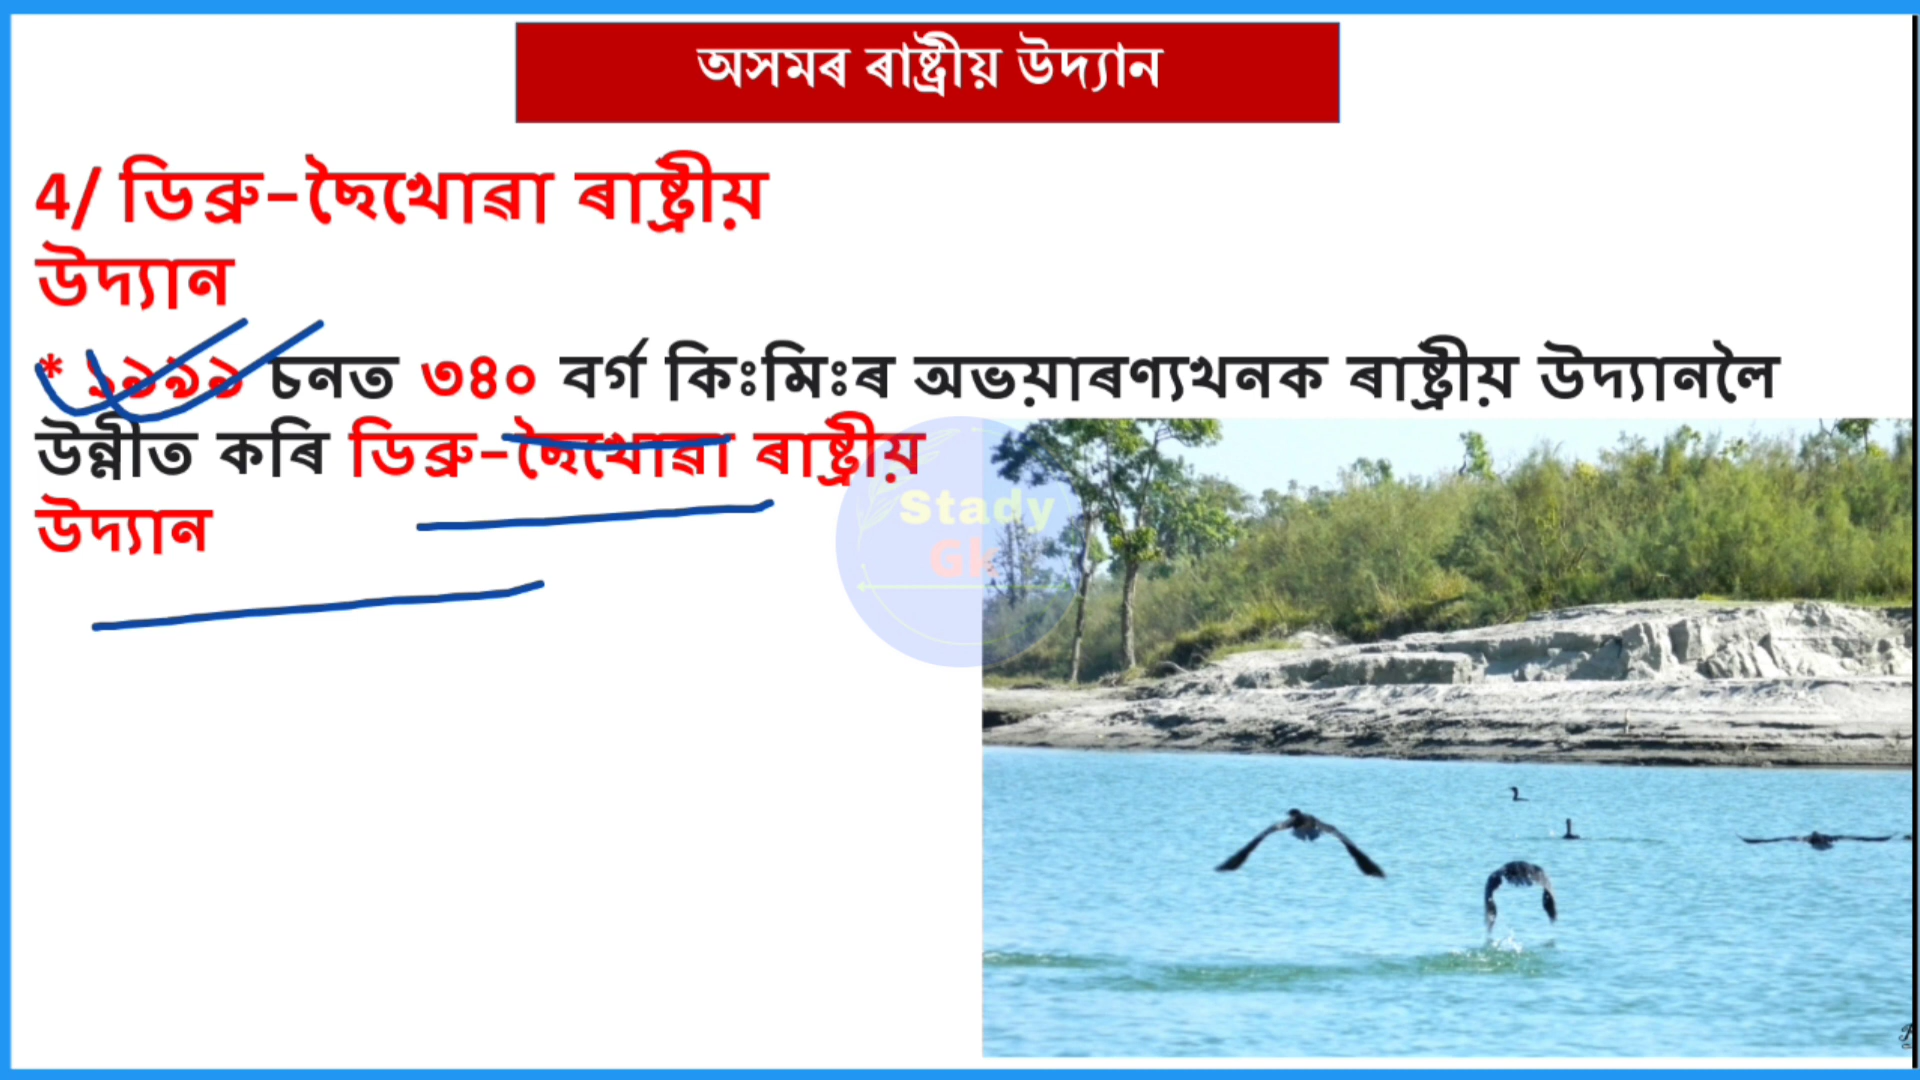 অসমৰ ৰাষ্ট্ৰীয় উদ্যান
4/ ডিব্ৰু-ছৈখোৱা ৰাষ্ট্ৰীয়
উদ্যান
* ১৯৯৯ চনত ৩৪০ বৰ্গ কিঃমিঃৰ অভয়াৰণ্যখনক ৰাষ্ট্ৰীয় উদ্যানলৈ
উন্নীত কৰি ডিব্ৰু-ছৈখোৱা ৰাষ্ট্ৰীয়
উদ্যান
Stady
Gk